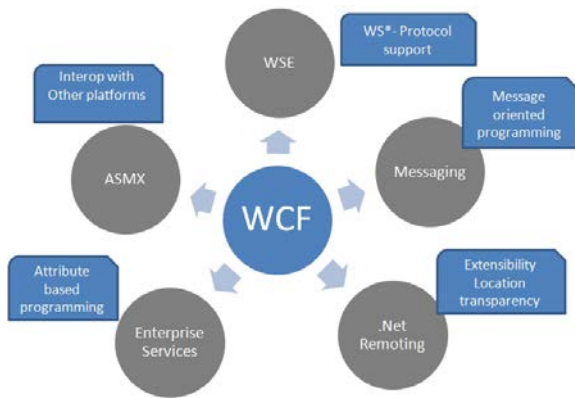 WS*- Protocol
support
WSE
Interop with
Other platforms
Message
oriented
programming
ASMX
Messaging
WCF
Attribute
based
programming
Extensibility
Location
transparency
Enterprise
Services
.Net
Remoting